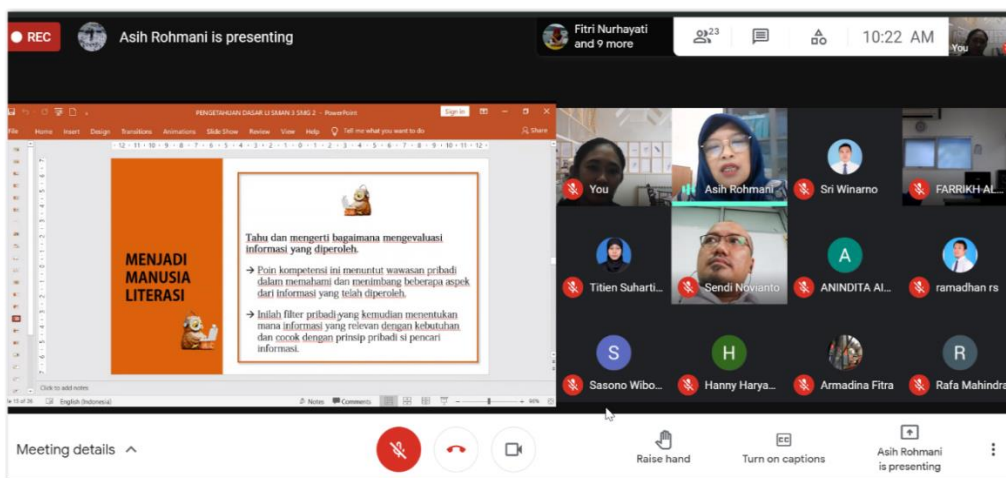 REC
Asih Rohmani is presenting
Fitri Nurhayati
and 9 more
23
10:22 AM
You
PENGETAHUAN DASAR LI SMAN 3 SMG 2 - PowerPoint
Sign in
File Home Insert Design Transitions Animations Slide Show Review View Help Tell me what you want to do
Share
MENJADI
MANUSIA
LITERASI
Tahu dan mengerti bagaimana mengevaluasi
informasi yang diperoleh.
→ Poin kompetensi ini menuntut wawasan pribadi
dalam memahami dan menimbang beberapa aspek
dari informasi yang telah diperoleh.
→ Inilah filter pribadi yang kemudian menentukan
mana informasi yang relevan dengan kebutuhan
dan cocok dengan prinsip pribadi si pencari
informasi.
Click to add notes
English (Indonesia)
Notes
Comments
You
Asih Rohmani
Sri Winarno
FARRIKH AL...
Titien Suharti...
Sendi Novianto
A
ANINDITA AI...
ramadhan rs
S
Sasono Wibo...
H
Hanny Harya...
Armadina Fitra
R
Rafa Mahindra
Meeting details
Raise hand
CC
Turn on captions
Asih Rohmani
is presenting